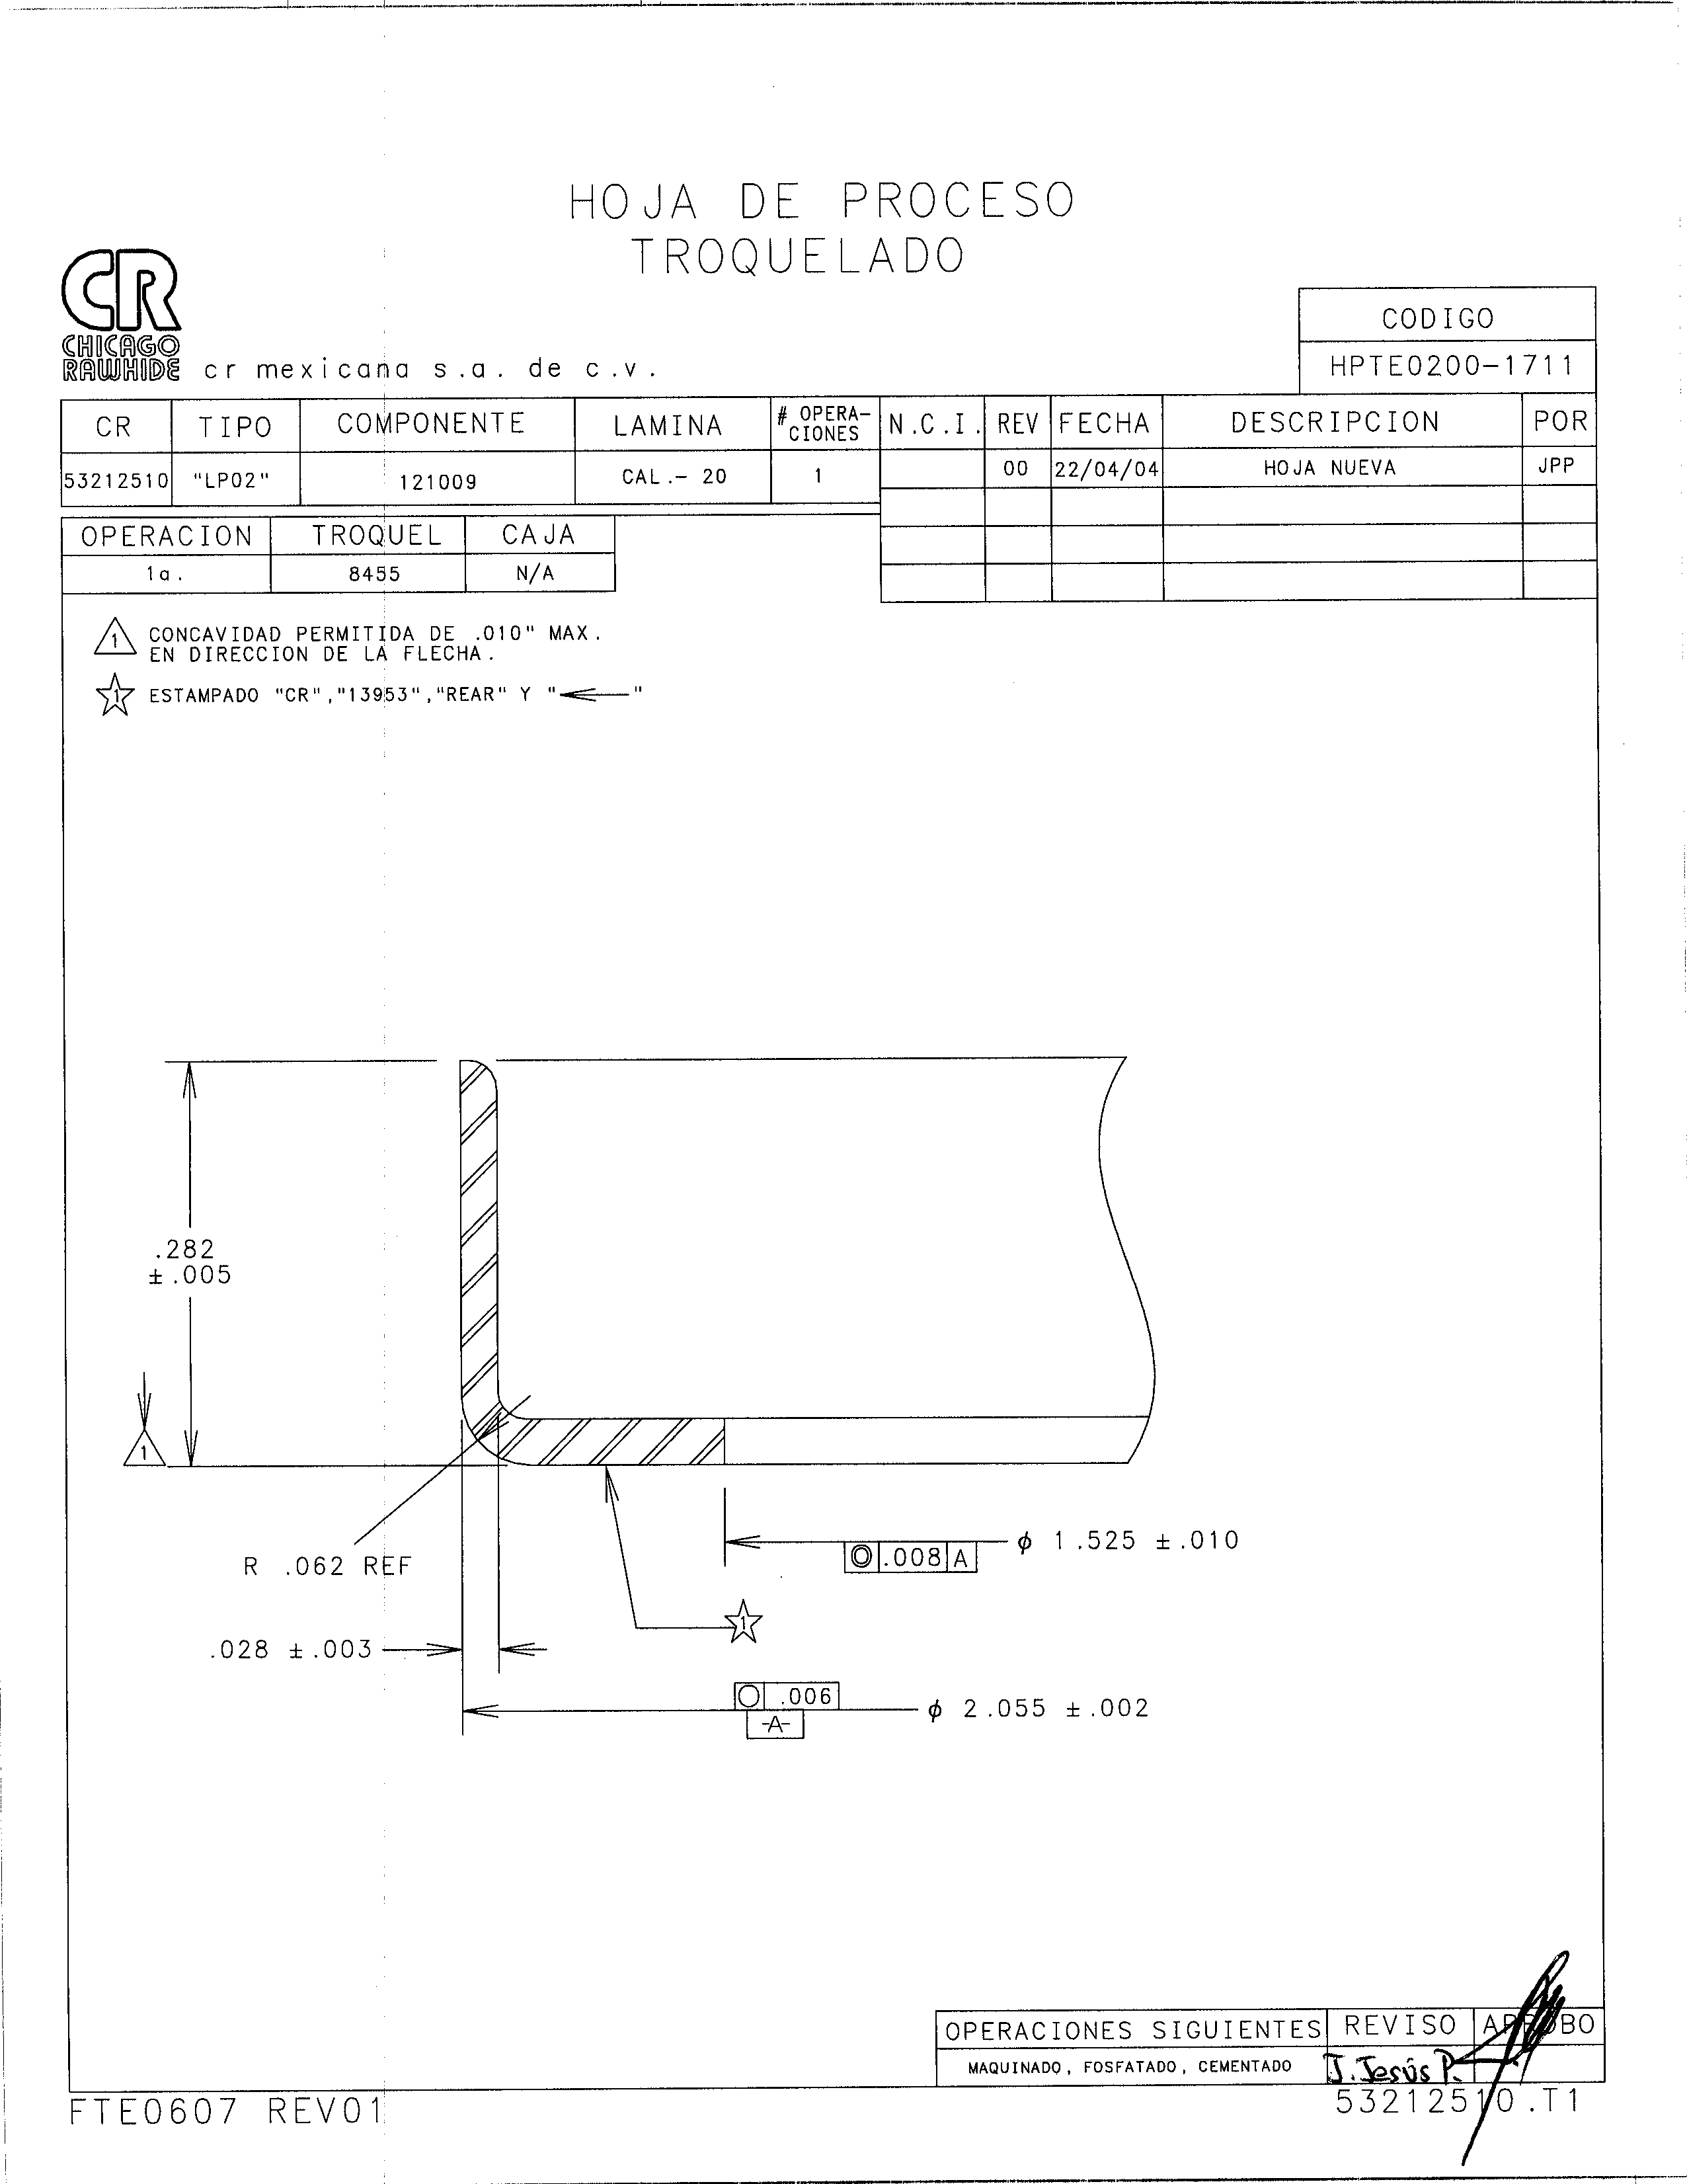 HOJA DE PROCESO
TROQUELADO
CR
CHICAGO
RAWHIDE
cr mexicana s.a. de c.v.
CODIGO
HPTE0200-1711
CR TIPO COMPONENTE LAMINA # OPERA-CIONES N.C.I. REV FECHA DESCRIPCION POR
53212510 "LP02" 121009 CAL.- 20 1 00 22/04/04 HOJA NUEVA JPP
OPERACION TROQUEL CAJA
1a. 8455 N/A
1 CONCAVIDAD PERMITIDA DE .010" MAX.
EN DIRECCION DE LA FLECHA.
1 ESTAMPADO "CR","13953","REAR" Y "←"
.282
±.005
1
R .062 REF
⌀ 1.525 ±.010
◎ .008 A
1
.028 ±.003
○ .006
-A-
⌀ 2.055 ±.002
OPERACIONES SIGUIENTES REVISO APROBO
MAQUINADO, FOSFATADO, CEMENTADO J. Jesús P.
FTE0607 REV01
53212510.T1